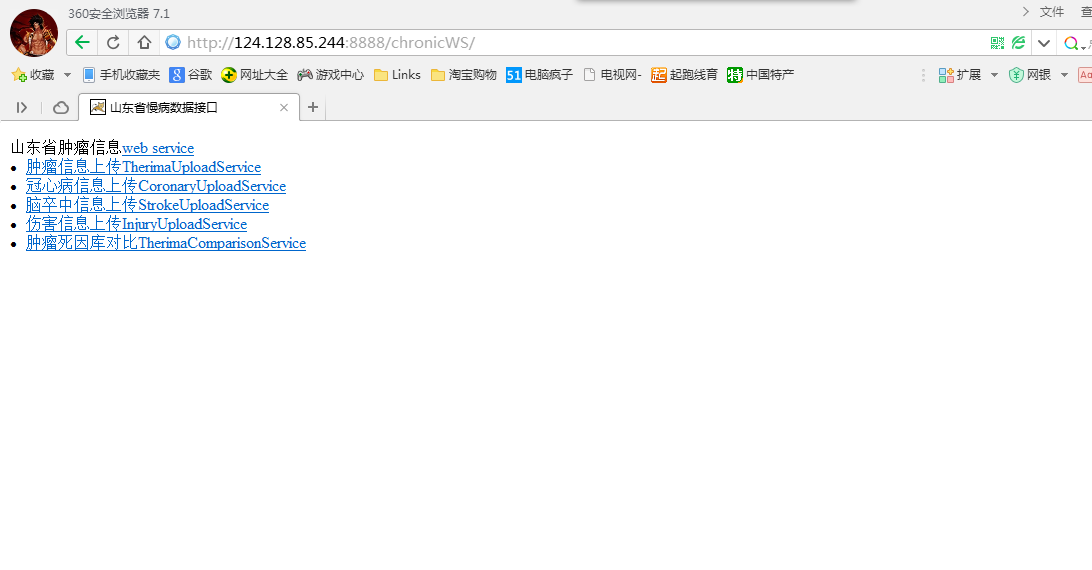 360安全浏览器 7.1
文件
http://124.128.85.244:8888/chronicWS/
收藏 手机收藏夹 谷歌 网址大全 游戏中心 Links 淘宝购物 51 电脑疯子 电视网- 起跑线育 特 中国特产 扩展 网银
山东省慢病数据接口
山东省肿瘤信息web service
肿瘤信息上传TherimaUploadService
冠心病信息上传CoronaryUploadService
脑卒中信息上传StrokeUploadService
伤害信息上传InjuryUploadService
肿瘤死因库对比TherimaComparisonService